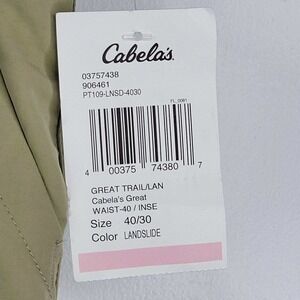 Cabela's
03757438
906461
PT109-LNSD-4030
FL_0081
4 00375 74380 7
GREAT TRAIL/LAN
Cabela's Great
WAIST-40 / INSE
Size 40/30
Color LANDSLIDE